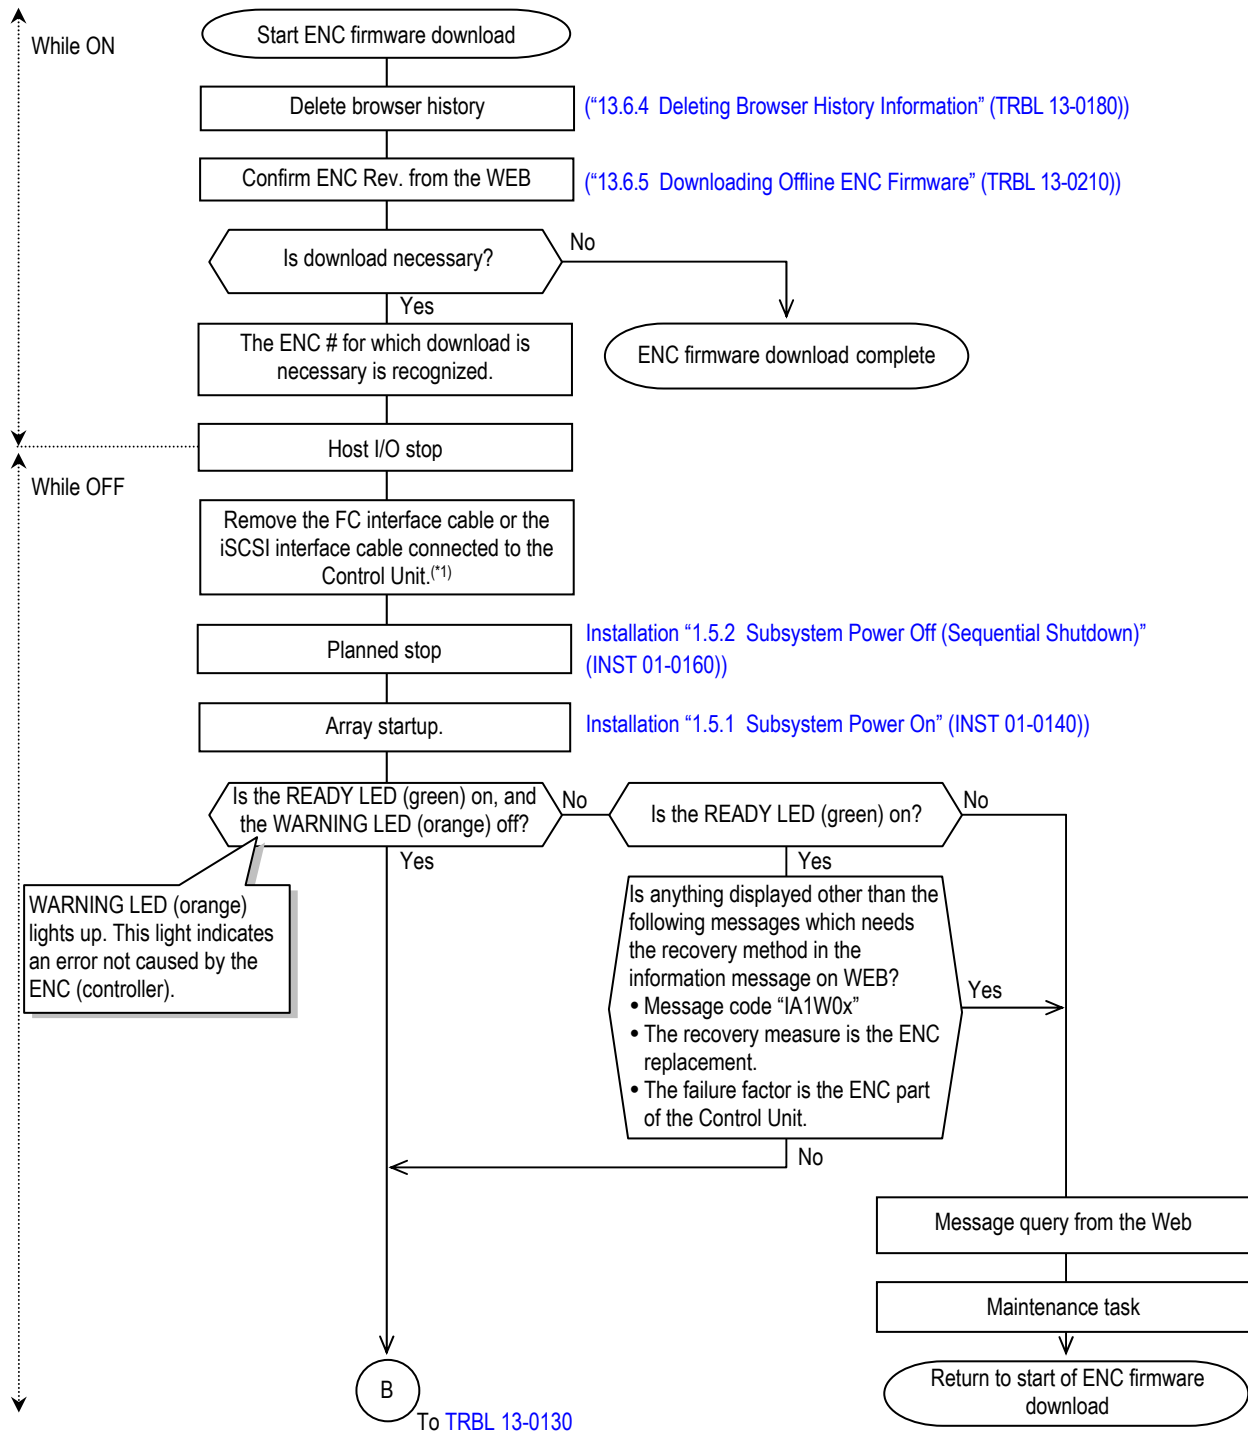 While ON
Start ENC firmware download
Delete browser history
(“13.6.4 Deleting Browser History Information” (TRBL 13-0180))
Confirm ENC Rev. from the WEB
(“13.6.5 Downloading Offline ENC Firmware” (TRBL 13-0210))
Is download necessary?
No
Yes
The ENC # for which download is
necessary is recognized.
ENC firmware download complete
Host I/O stop
While OFF
Remove the FC interface cable or the
iSCSI interface cable connected to the
Control Unit.(*1)
Planned stop
Installation “1.5.2 Subsystem Power Off (Sequential Shutdown)”
(INST 01-0160))
Array startup.
Installation “1.5.1 Subsystem Power On” (INST 01-0140))
Is the READY LED (green) on, and
the WARNING LED (orange) off?
No
Is the READY LED (green) on?
No
Yes
Yes
WARNING LED (orange)
lights up. This light indicates
an error not caused by the
ENC (controller).
Is anything displayed other than the
following messages which needs
the recovery method in the
information message on WEB?
• Message code “IA1W0x”
• The recovery measure is the ENC
replacement.
• The failure factor is the ENC part
of the Control Unit.
Yes
No
Message query from the Web
Maintenance task
Return to start of ENC firmware
download
B
To TRBL 13-0130